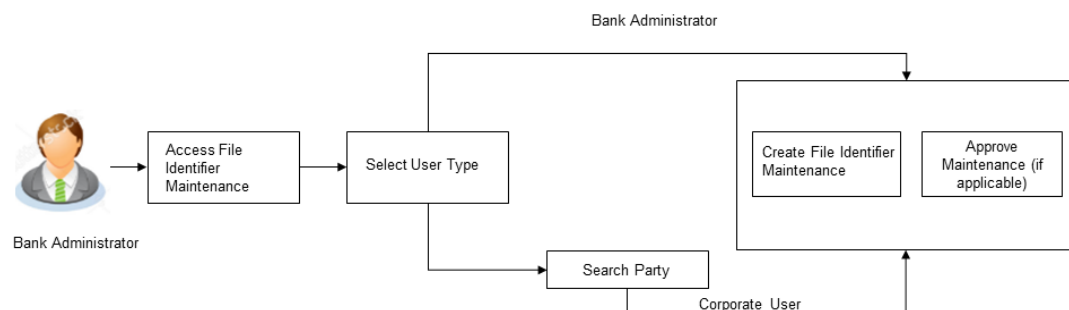 Bank Administrator
Access File
Identifier
Maintenance
Select User Type
Create File Identifier
Maintenance
Approve
Maintenance (if
applicable)
Bank Administrator
Search Party
Corporate User